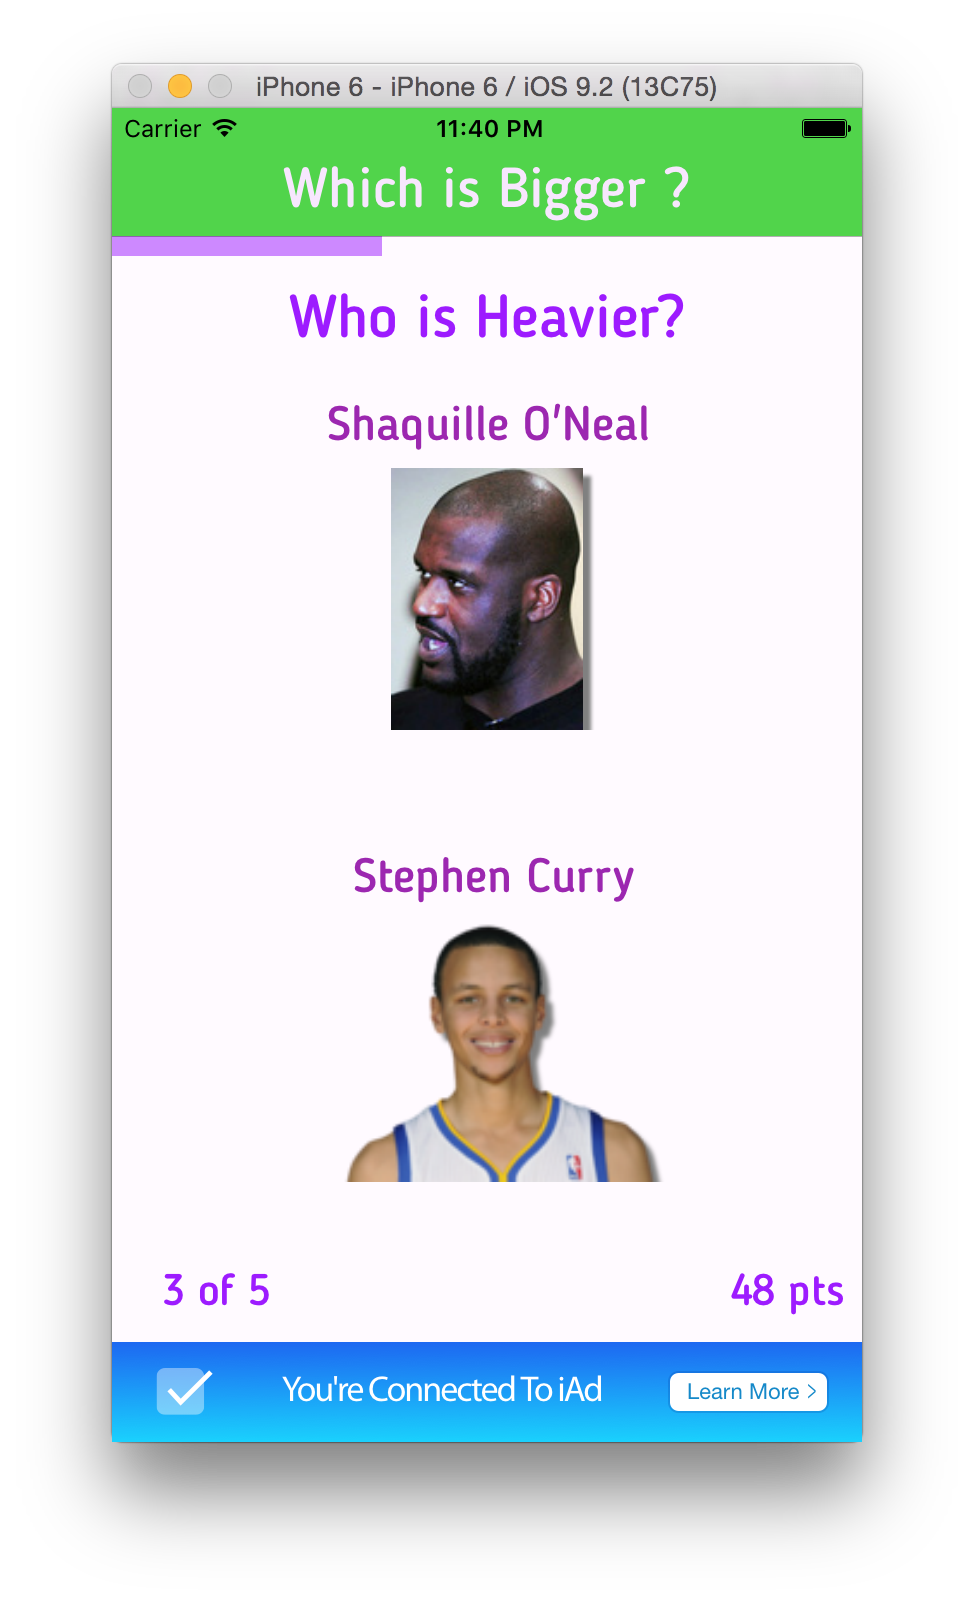 iPhone 6 - iPhone 6 / iOS 9.2 (13C75)
Carrier 11:40 PM
Which is Bigger ?
Who is Heavier?
Shaquille O'Neal
Stephen Curry
3 of 5 48 pts
You're Connected To iAd Learn More >